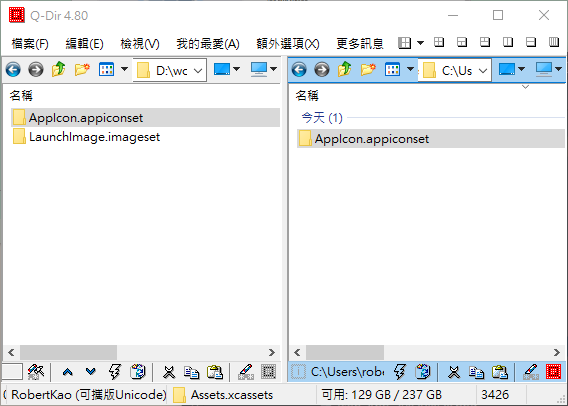 Q-Dir 4.80
檔案(F) 編輯(E) 檢視(V) 我的最愛(A) 額外選項(X) 更多訊息
D:\wc
C:\Us
名稱
AppIcon.appiconset
LaunchImage.imageset
名稱
今天 (1)
AppIcon.appiconset
C:\Users\robe
RobertKao (可攜版Unicode) Assets.xcassets 可用: 129 GB / 237 GB 3426